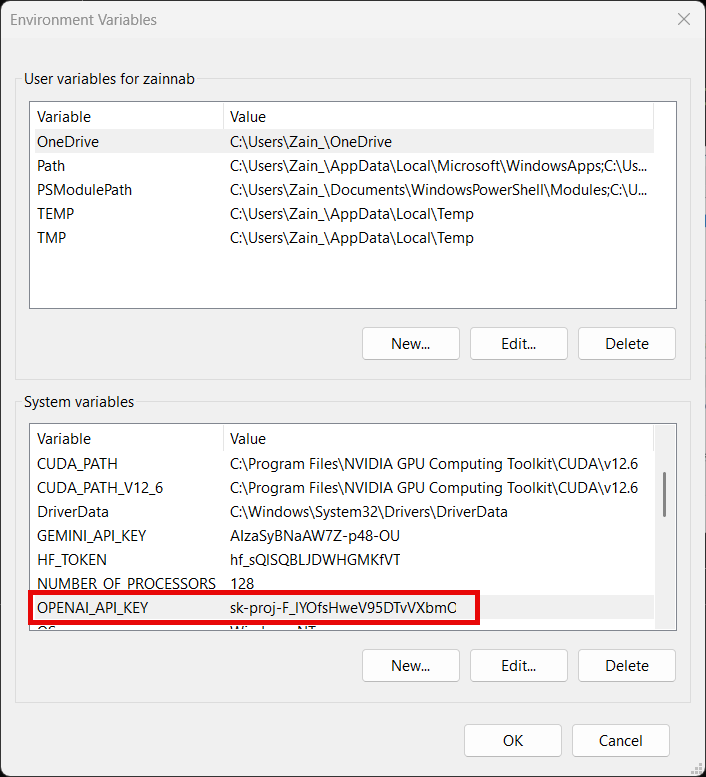 Environment Variables
User variables for zainnab
Variable Value
OneDrive C:\Users\Zain_\OneDrive
Path C:\Users\Zain_\AppData\Local\Microsoft\WindowsApps;C:\Us...
PSModulePath C:\Users\Zain_\Documents\WindowsPowerShell\Modules;C:\U...
TEMP C:\Users\Zain_\AppData\Local\Temp
TMP C:\Users\Zain_\AppData\Local\Temp
New... Edit... Delete
System variables
Variable Value
CUDA_PATH C:\Program Files\NVIDIA GPU Computing Toolkit\CUDA\v12.6
CUDA_PATH_V12_6 C:\Program Files\NVIDIA GPU Computing Toolkit\CUDA\v12.6
DriverData C:\Windows\System32\Drivers\DriverData
GEMINI_API_KEY AIzaSyBNaAW7Z-p48-OU
HF_TOKEN hf_sQISQBLJDWHGMKfVT
NUMBER_OF_PROCESSORS 128
OPENAI_API_KEY sk-proj-F_IYOfsHweV95DTvVXbmC
OS Windows_NT
New... Edit... Delete
OK Cancel